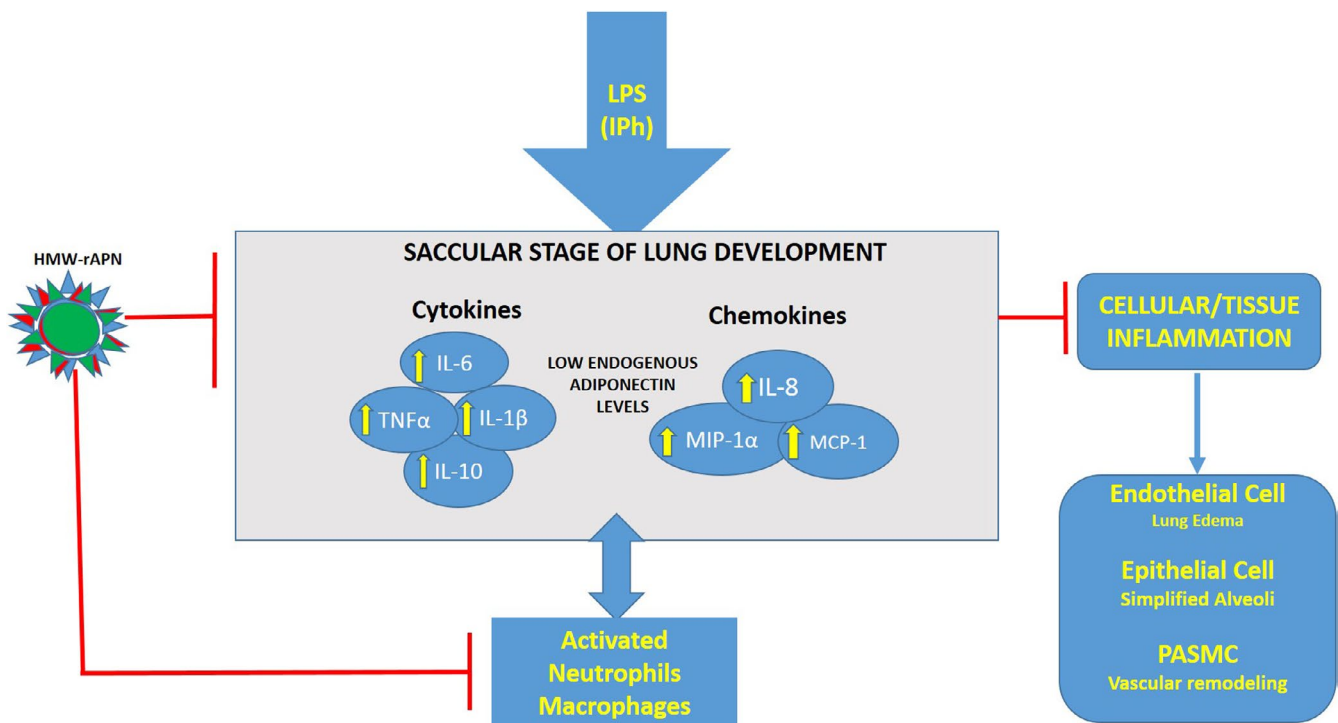 LPS
(IPh)
HMW-rAPN
SACCULAR STAGE OF LUNG DEVELOPMENT
Cytokines
IL-6
TNFα
IL-1β
IL-10
LOW ENDOGENOUS
ADIPONECTIN
LEVELS
Chemokines
IL-8
MIP-1α
MCP-1
CELLULAR/TISSUE
INFLAMMATION
Endothelial Cell
Lung Edema
Epithelial Cell
Simplified Alveoli
PASMC
Vascular remodeling
Activated
Neutrophils
Macrophages